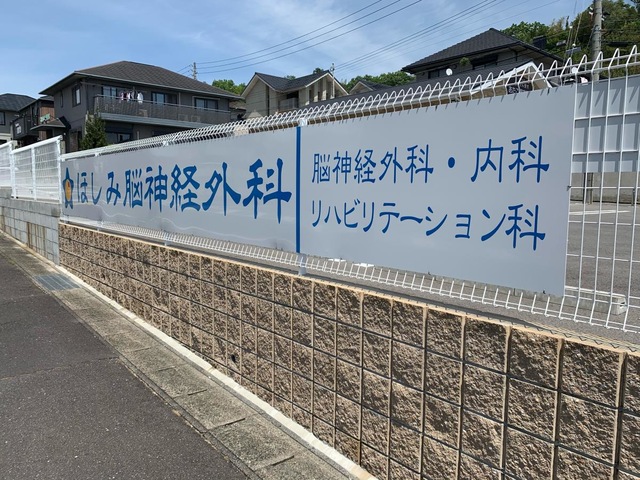 ほしみ脳神経外科
脳神経外科・内科
リハビリテーション科